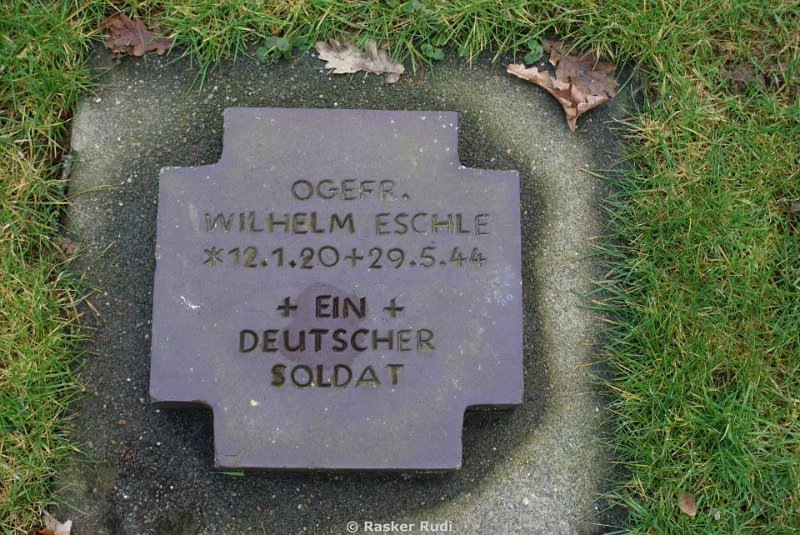 OGEFR.
WILHELM ESCHLE
*12.1.20+29.5.44
+ EIN +
DEUTSCHER
SOLDAT
© Rasker Rudi